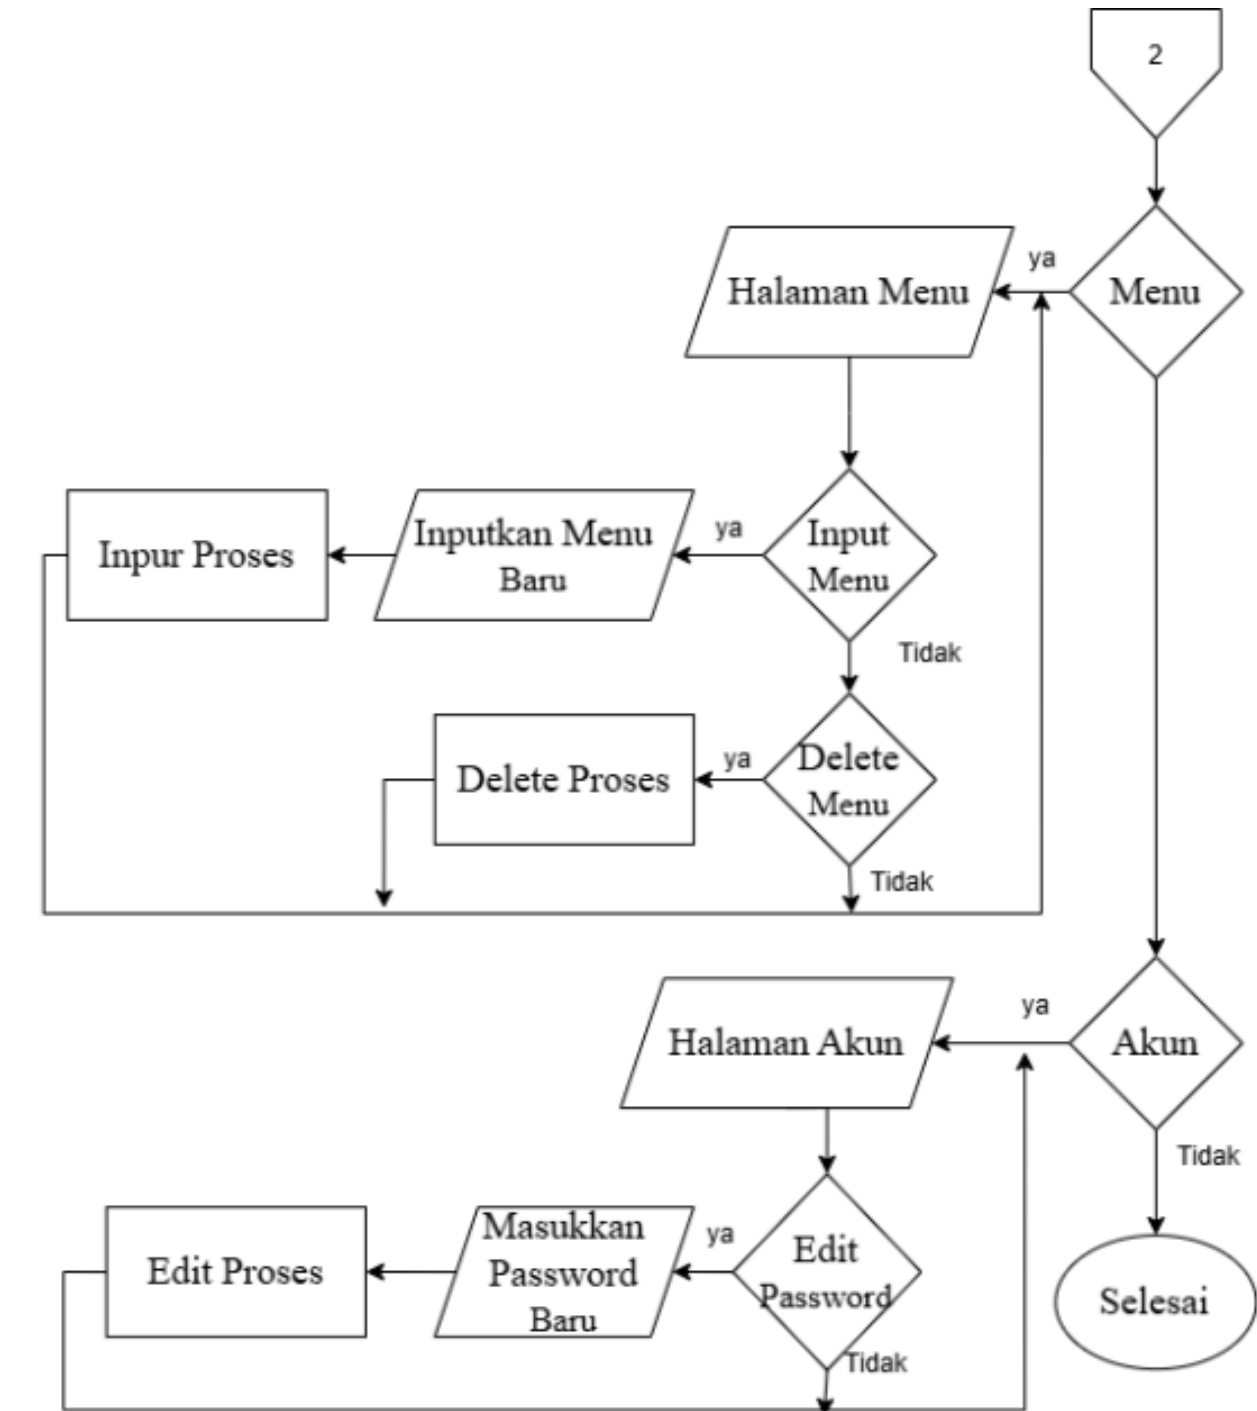 2
Menu
ya
Halaman Menu
Input
Menu
ya
Inputkan Menu
Baru
Inpur Proses
Tidak
Delete
Menu
ya
Delete Proses
Tidak
Akun
ya
Halaman Akun
Tidak
Edit
Password
ya
Masukkan
Password
Baru
Edit Proses
Selesai
Tidak